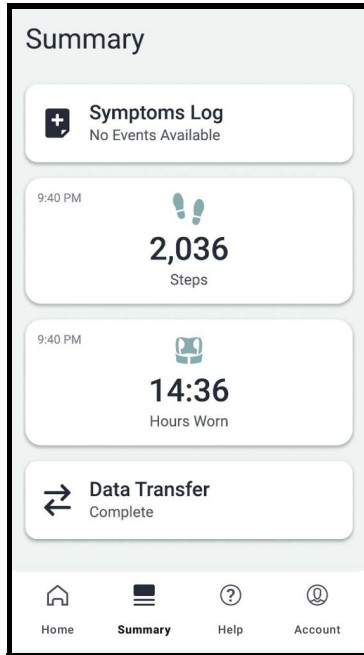 Summary
Symptoms Log
No Events Available
9:40 PM
2,036
Steps
9:40 PM
14:36
Hours Worn
Data Transfer
Complete
Home Summary Help Account